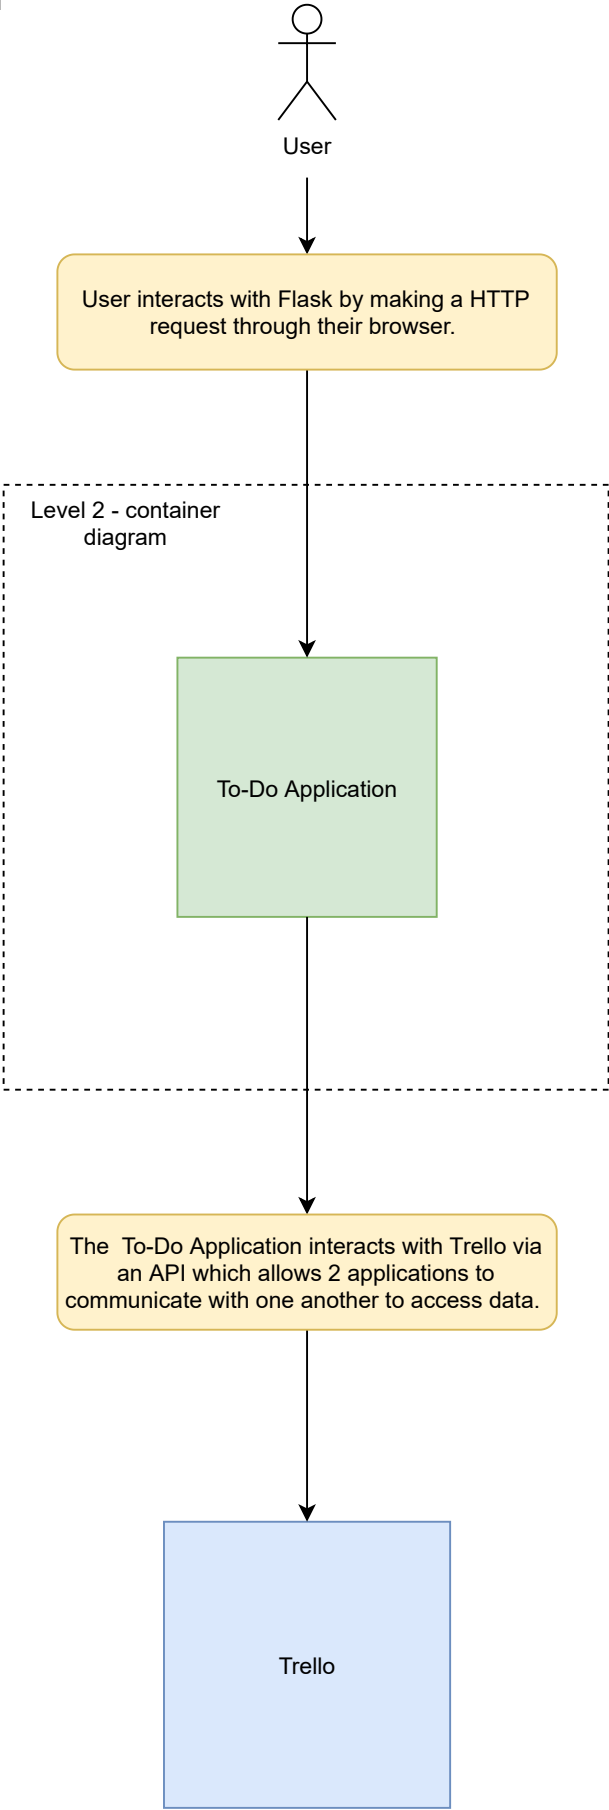 User
User interacts with Flask by making a HTTP
request through their browser.
Level 2 - container
diagram
To-Do Application
The  To-Do Application interacts with Trello via
an API which allows 2 applications to
communicate with one another to access data.
Trello